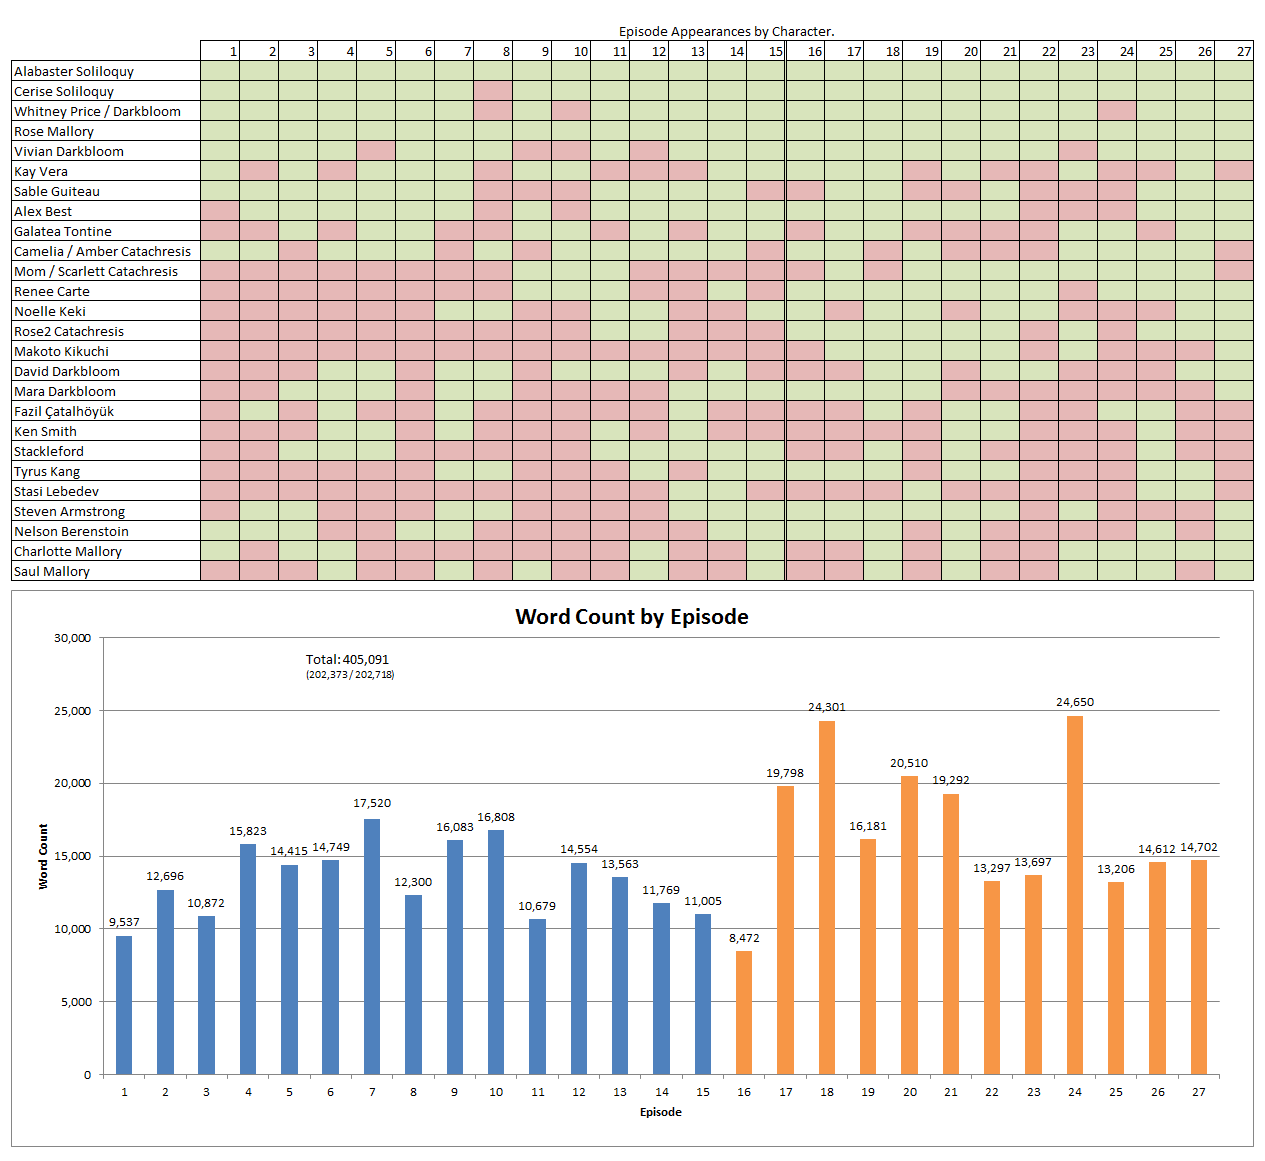 Episode Appearances by Character.
1 2 3 4 5 6 7 8 9 10 11 12 13 14 15 16 17 18 19 20 21 22 23 24 25 26 27
Alabaster Soliloquy
Cerise Soliloquy
Whitney Price / Darkbloom
Rose Mallory
Vivian Darkbloom
Kay Vera
Sable Guiteau
Alex Best
Galatea Tontine
Camelia / Amber Catachresis
Mom / Scarlett Catachresis
Renee Carte
Noelle Keki
Rose2 Catachresis
Makoto Kikuchi
David Darkbloom
Mara Darkbloom
Fazil Çatalhöyük
Ken Smith
Stackleford
Tyrus Kang
Stasi Lebedev
Steven Armstrong
Nelson Berenstoin
Charlotte Mallory
Saul Mallory
Word Count by Episode
Total: 405,091
(202,373 / 202,718)
30,000
25,000
20,000
15,000
10,000
5,000
0
Word Count
9,537
12,696
10,872
15,823
14,415
14,749
17,520
12,300
16,083
16,808
10,679
14,554
13,563
11,769
11,005
8,472
19,798
24,301
16,181
20,510
19,292
13,297
13,697
24,650
13,206
14,612
14,702
1 2 3 4 5 6 7 8 9 10 11 12 13 14 15 16 17 18 19 20 21 22 23 24 25 26 27
Episode